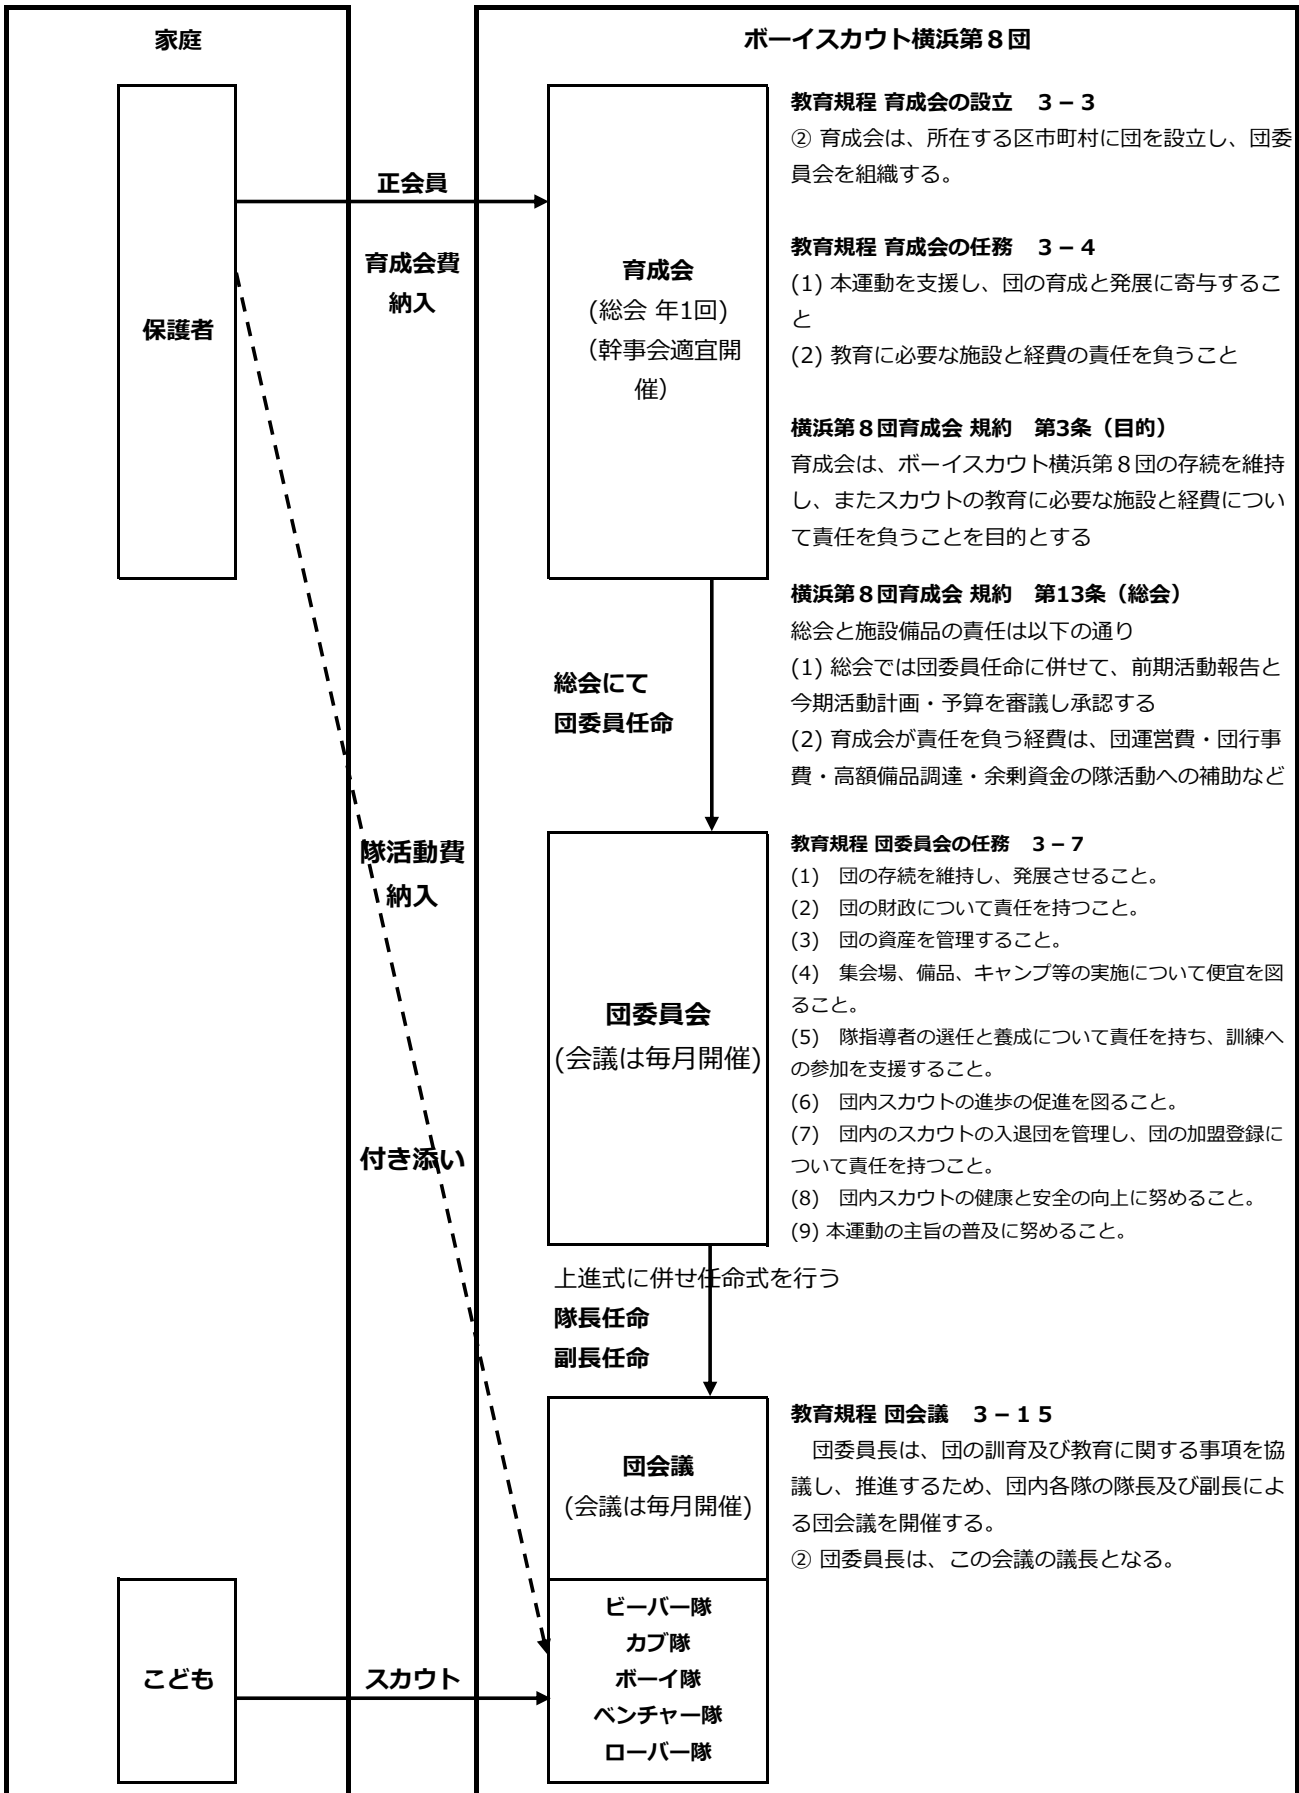 家庭
ボーイスカウト横浜第８団
保護者
正会員
育成会費
納入
育成会
(総会 年1回)
（幹事会適宜開
催）
教育規程 育成会の設立　３－３
② 育成会は、所在する区市町村に団を設立し、団委
員会を組織する。
教育規程 育成会の任務　３－４
(1) 本運動を支援し、団の育成と発展に寄与するこ
と
(2) 教育に必要な施設と経費の責任を負うこと
横浜第８団育成会 規約　第3条（目的）
育成会は、ボーイスカウト横浜第８団の存続を維持
し、またスカウトの教育に必要な施設と経費につい
て責任を負うことを目的とする
横浜第８団育成会 規約　第13条（総会）
総会と施設備品の責任は以下の通り
(1) 総会では団委員任命に併せて、前期活動報告と
今期活動計画・予算を審議し承認する
(2) 育成会が責任を負う経費は、団運営費・団行事
費・高額備品調達・余剰資金の隊活動への補助など
総会にて
団委員任命
隊活動費
納入
付き添い
団委員会
(会議は毎月開催)
教育規程 団委員会の任務　３－７
(1)　団の存続を維持し、発展させること。
(2)　団の財政について責任を持つこと。
(3)　団の資産を管理すること。
(4)　集会場、備品、キャンプ等の実施について便宜を図
ること。
(5)　隊指導者の選任と養成について責任を持ち、訓練へ
の参加を支援すること。
(6)　団内スカウトの進歩の促進を図ること。
(7)　団内のスカウトの入退団を管理し、団の加盟登録に
ついて責任を持つこと。
(8)　団内スカウトの健康と安全の向上に努めること。
(9) 本運動の主旨の普及に努めること。
上進式に併せ任命式を行う
隊長任命
副長任命
団会議
(会議は毎月開催)
教育規程 団会議　３－１５
　団委員長は、団の訓育及び教育に関する事項を協
議し、推進するため、団内各隊の隊長及び副長によ
る団会議を開催する。
② 団委員長は、この会議の議長となる。
こども
スカウト
ビーバー隊
カブ隊
ボーイ隊
ベンチャー隊
ローバー隊